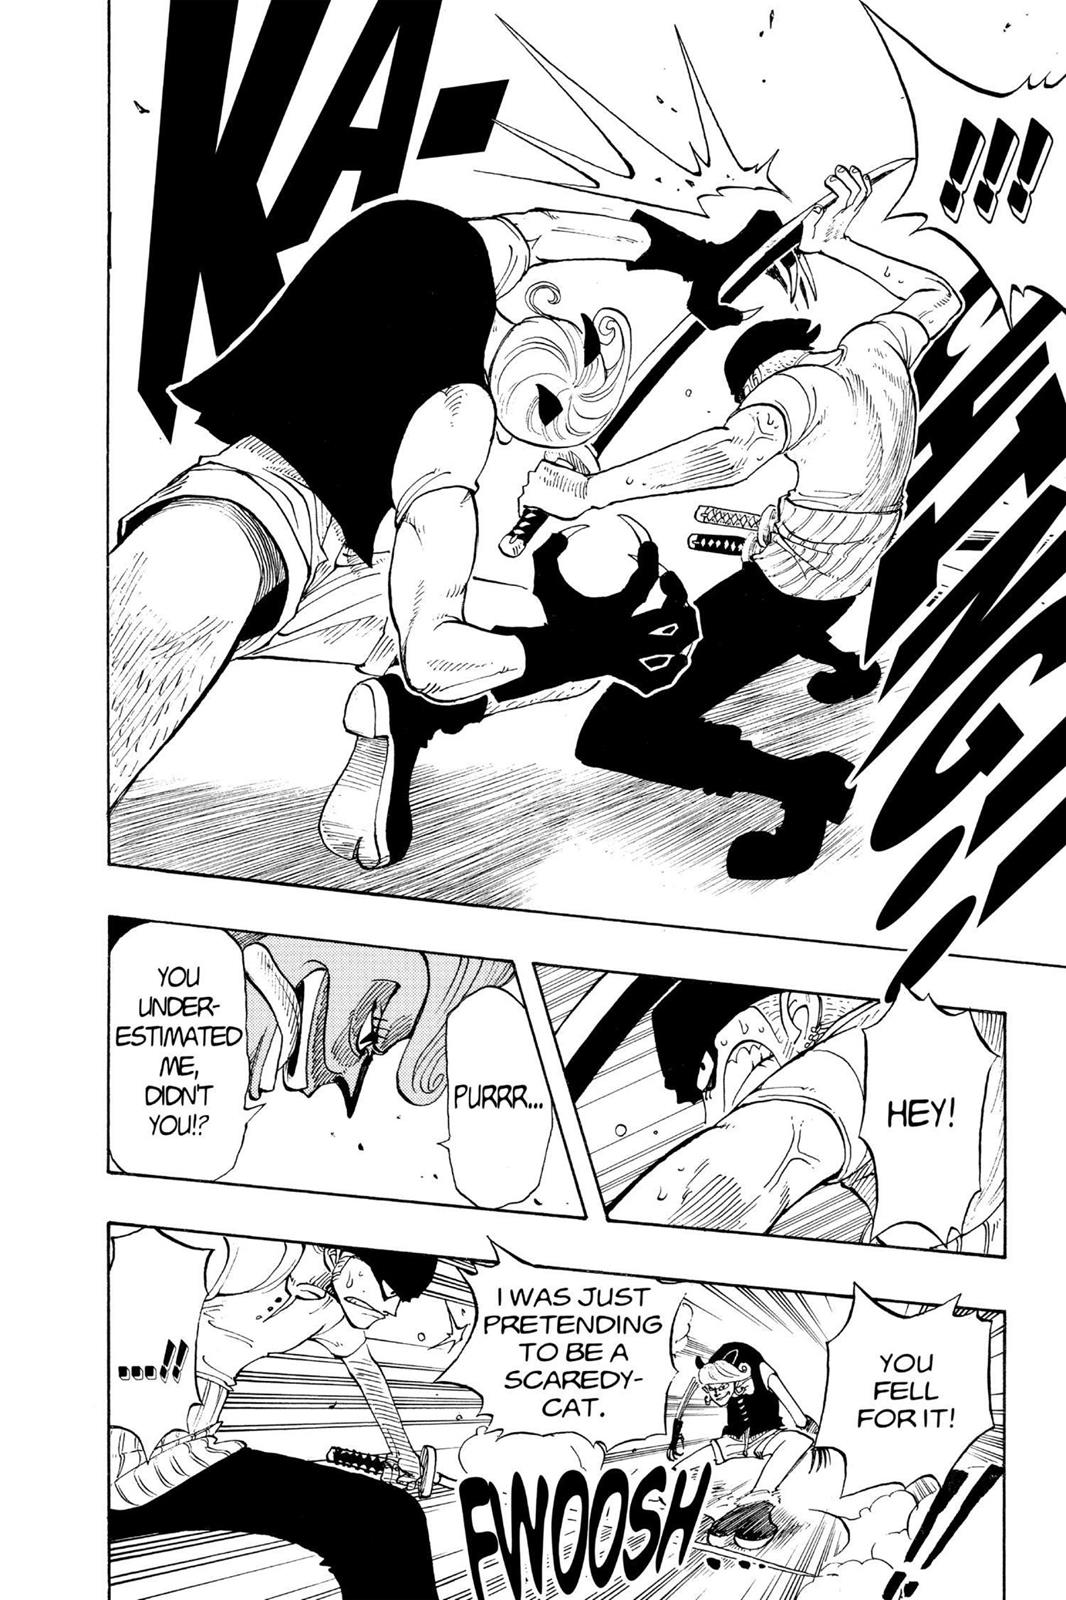 !!!
KA-
CHING!!
HEY!
PURRR...
YOU
UNDER-
ESTIMATED
ME,
DIDN'T
YOU!?
YOU
FELL
FOR IT!
I WAS JUST
PRETENDING
TO BE A
SCAREDY-
CAT.
!!
FWOOSH
...!!